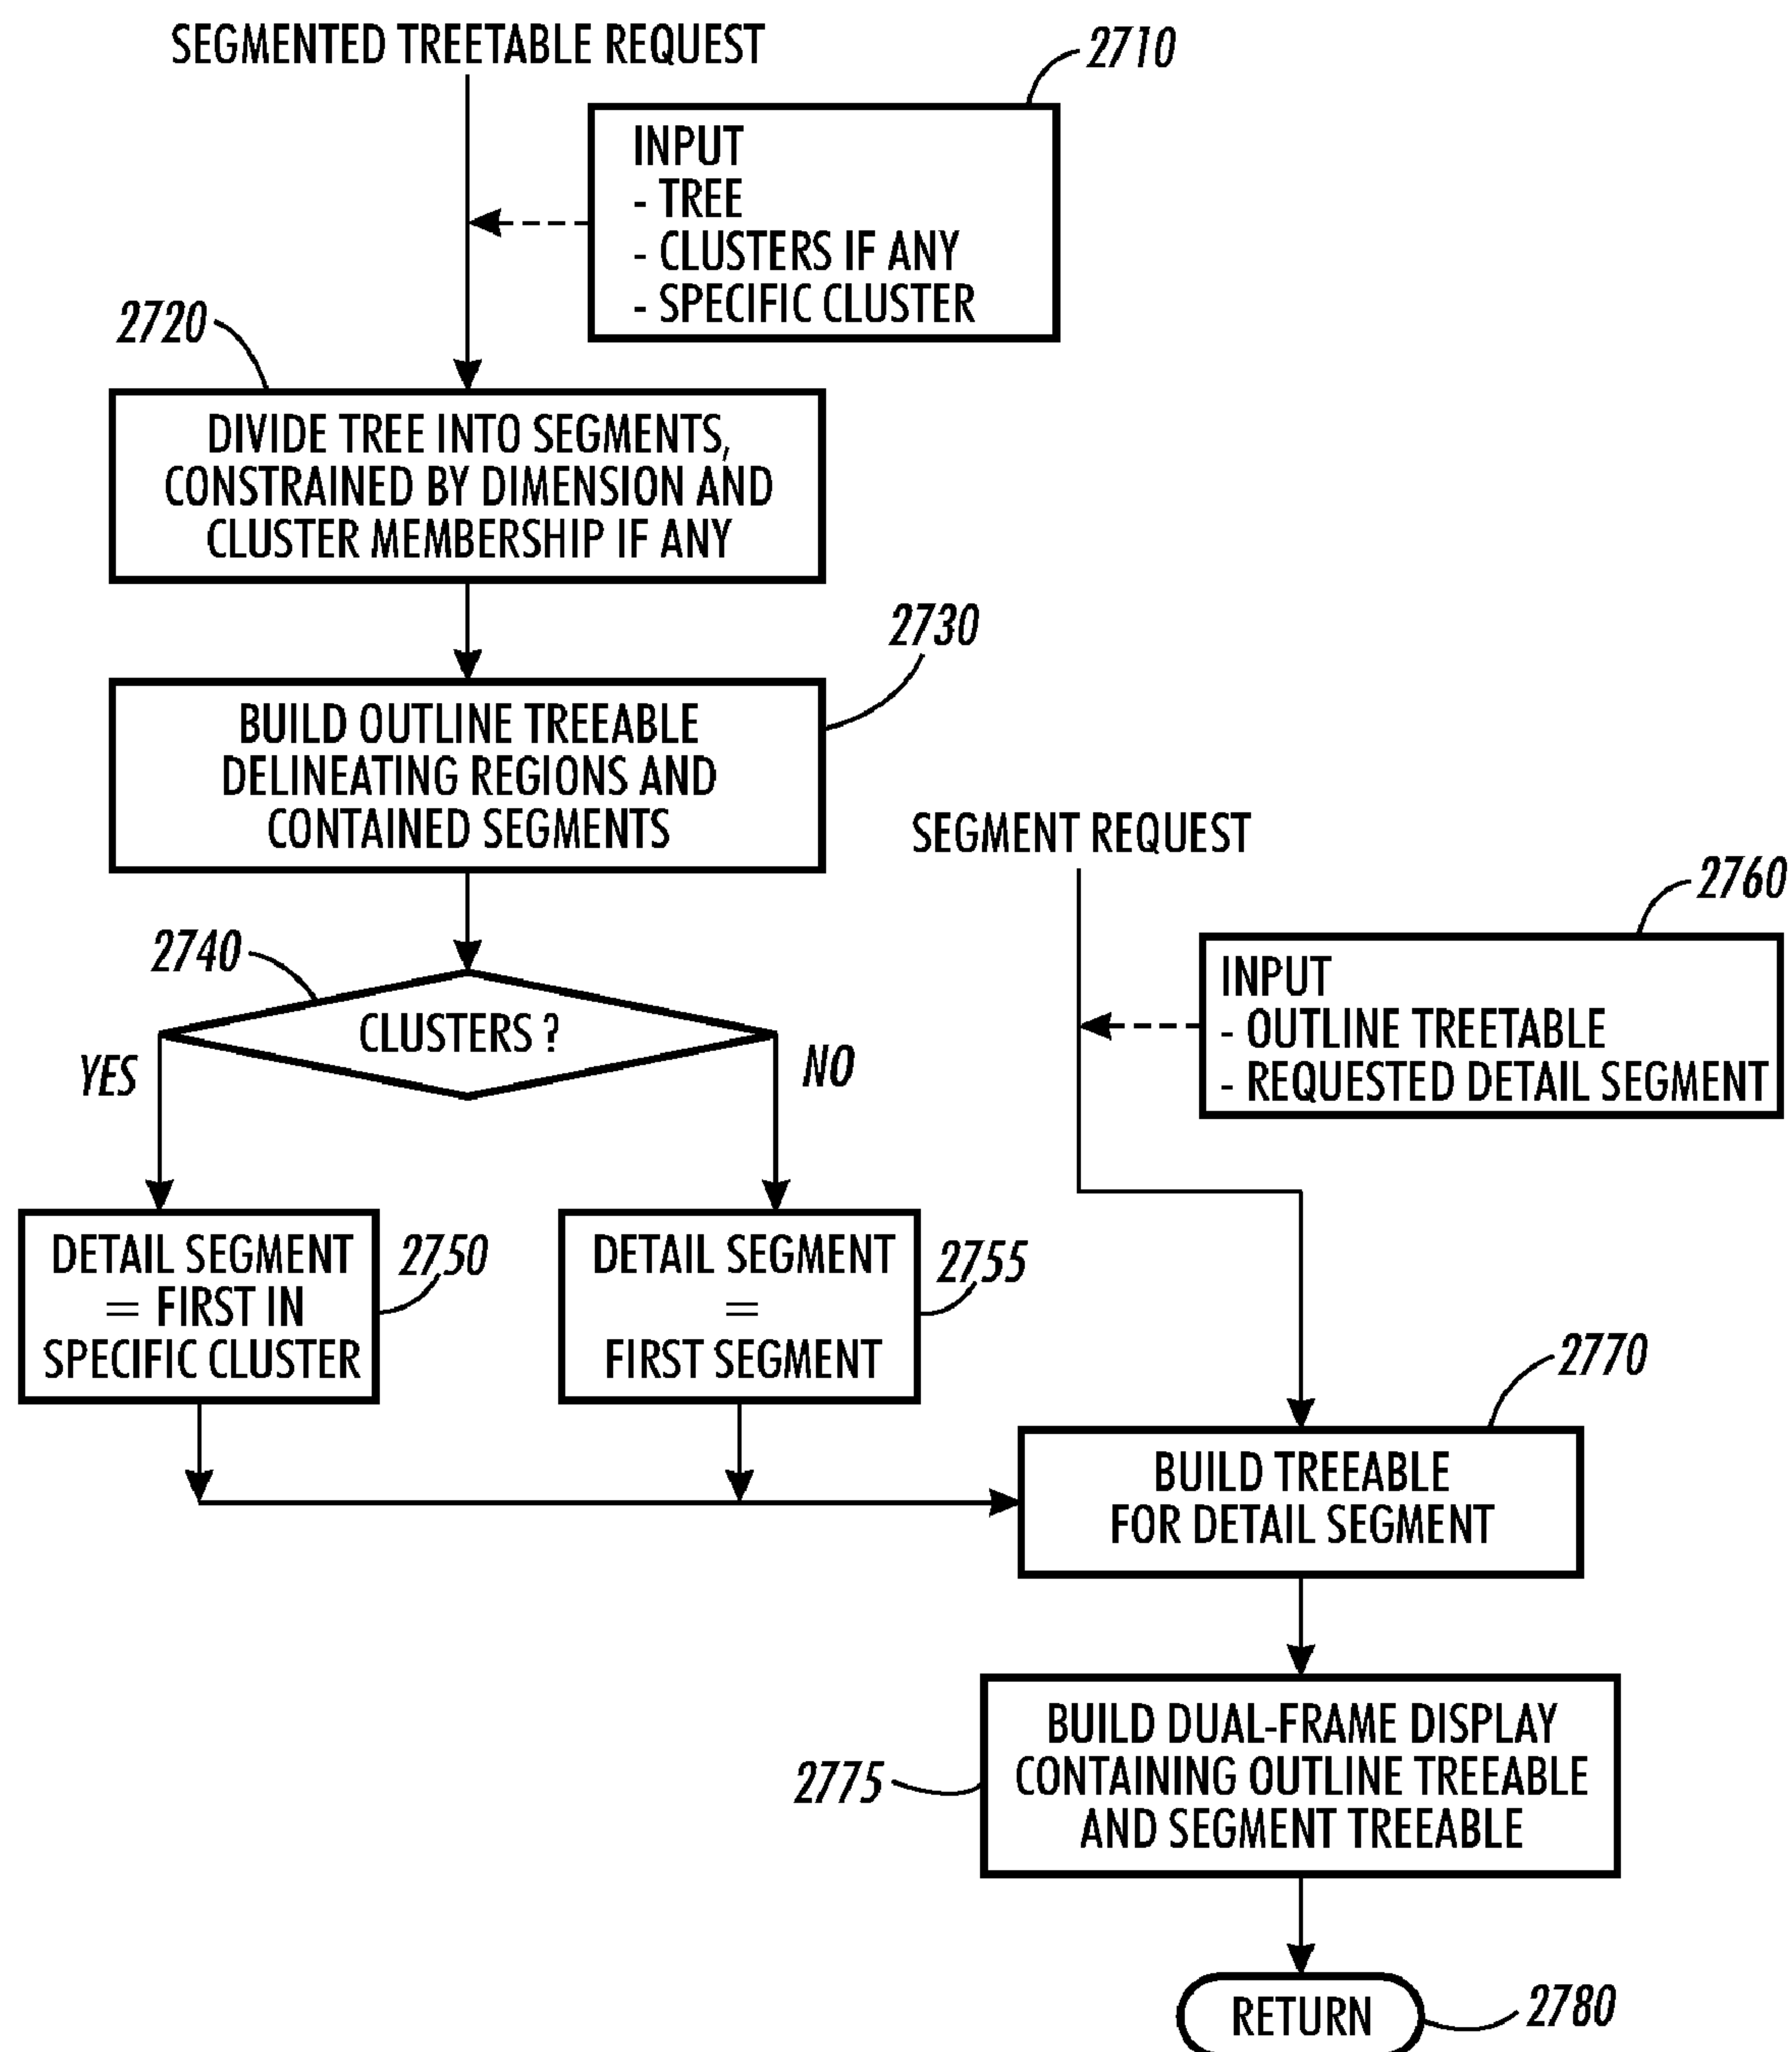 SEGMENTED TREETABLE REQUEST
2710
INPUT
- TREE
- CLUSTERS IF ANY
- SPECIFIC CLUSTER
2720
DIVIDE TREE INTO SEGMENTS,
CONSTRAINED BY DIMENSION AND
CLUSTER MEMBERSHIP IF ANY
2730
BUILD OUTLINE TREEABLE
DELINEATING REGIONS AND
CONTAINED SEGMENTS
SEGMENT REQUEST
2760
INPUT
- OUTLINE TREETABLE
- REQUESTED DETAIL SEGMENT
2740
CLUSTERS ?
YES
NO
DETAIL SEGMENT
= FIRST IN
SPECIFIC CLUSTER
2750
DETAIL SEGMENT
=
FIRST SEGMENT
2755
2770
BUILD TREEABLE
FOR DETAIL SEGMENT
2775
BUILD DUAL-FRAME DISPLAY
CONTAINING OUTLINE TREEABLE
AND SEGMENT TREEABLE
RETURN
2780